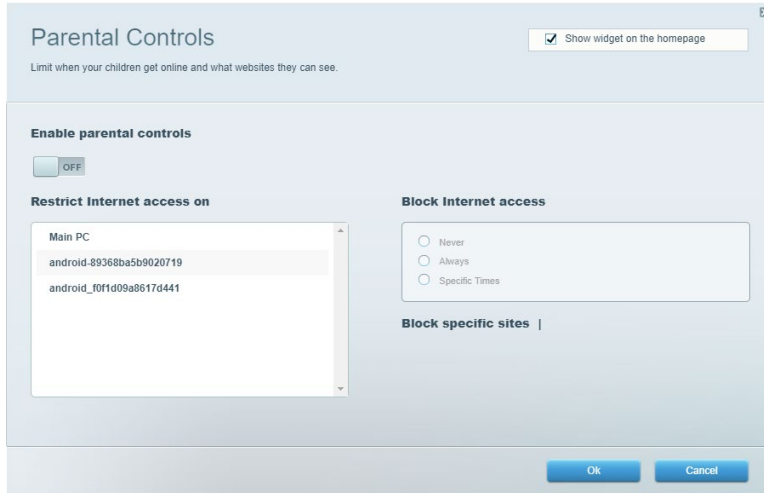 Parental Controls
Show widget on the homepage
Limit when your children get online and what websites they can see.
Enable parental controls
OFF
Restrict Internet access on
Main PC
android-89368ba5b9020719
android_f0f1d09a8617d441
Block Internet access
Never
Always
Specific Times
Block specific sites |
Ok
Cancel